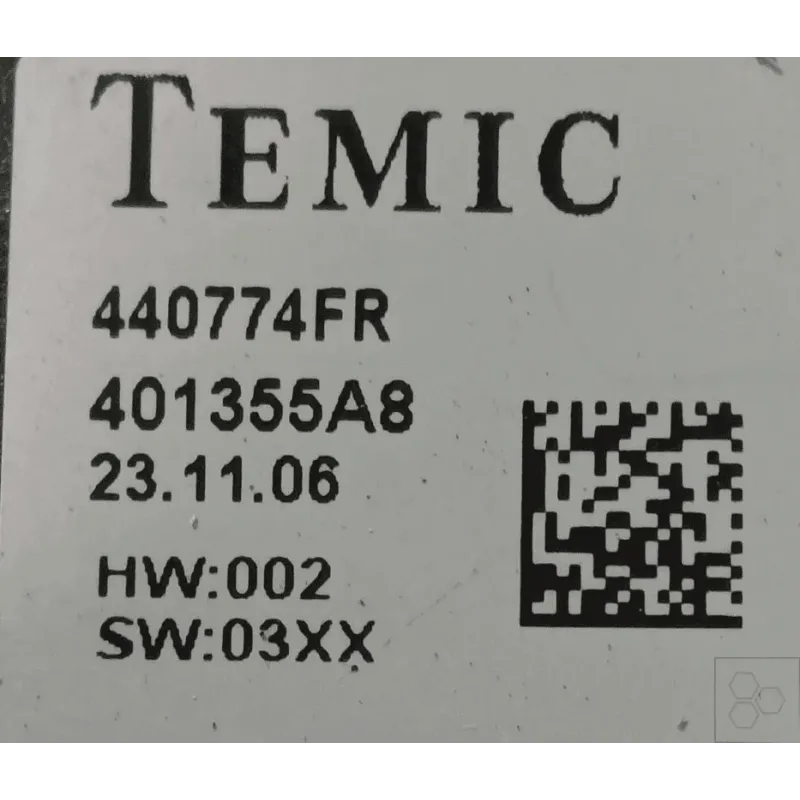 TEMIC
440774FR
401355A8
23.11.06
HW:002
SW:03XX